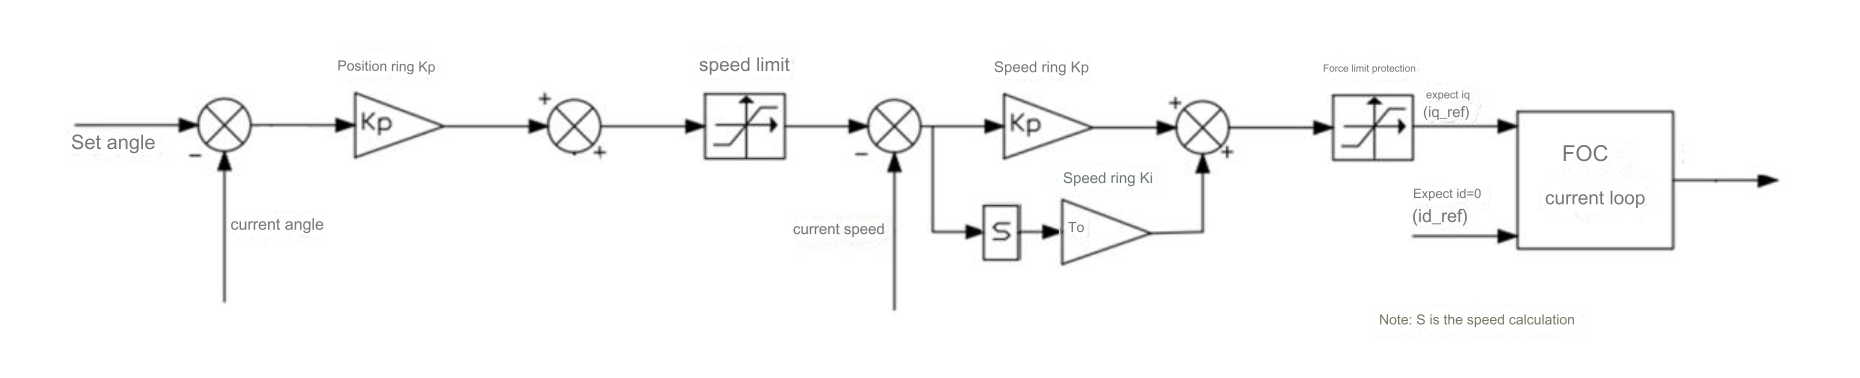 Position ring Kp
speed limit
Speed ring Kp
Force limit protection
expect iq
(iq_ref)
Set angle
−
Kp
+
+
−
Kp
+
+
FOC
current loop
Speed ring Ki
Expect id=0
(id_ref)
current angle
current speed
S
To
Note: S is the speed calculation